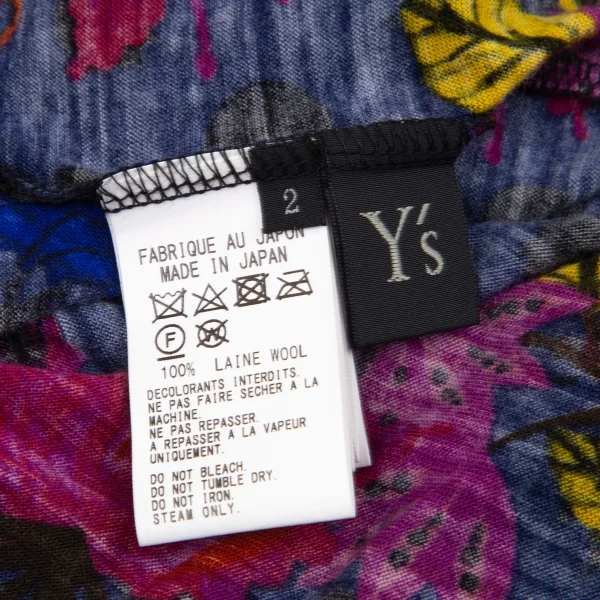 2
Y's
FABRIQUE AU JAPON
MADE IN JAPAN
F
W
100% LAINE WOOL
DECOLORANTS INTERDITS.
NE PAS FAIRE SECHER A LA
MACHINE.
NE PAS REPASSER.
A REPASSER A LA VAPEUR
UNIQUEMENT.
DO NOT BLEACH.
DO NOT TUMBLE DRY.
DO NOT IRON.
STEAM ONLY.